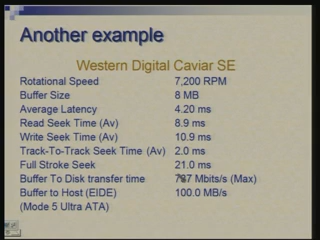 Another example
Western Digital Caviar SE
Rotational Speed 7,200 RPM
Buffer Size 8 MB
Average Latency 4.20 ms
Read Seek Time (Av) 8.9 ms
Write Seek Time (Av) 10.9 ms
Track-To-Track Seek Time (Av) 2.0 ms
Full Stroke Seek 21.0 ms
Buffer To Disk transfer time Mbits/s (Max)
Buffer to Host (EIDE) 100.0 MB/s
(Mode 5 Ultra ATA)